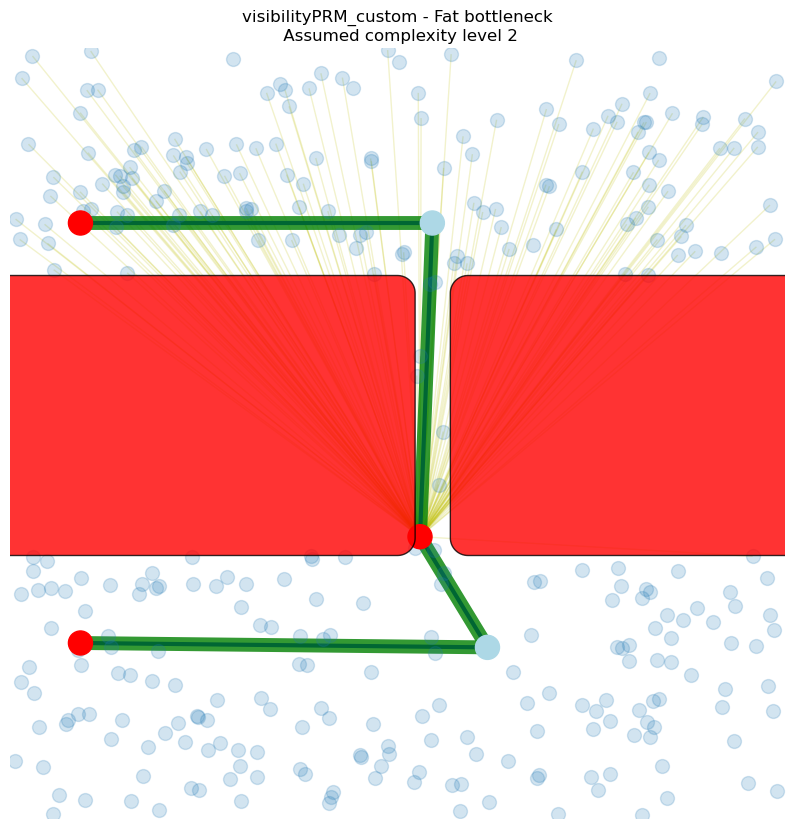 visibilityPRM_custom - Fat bottleneck
Assumed complexity level 2